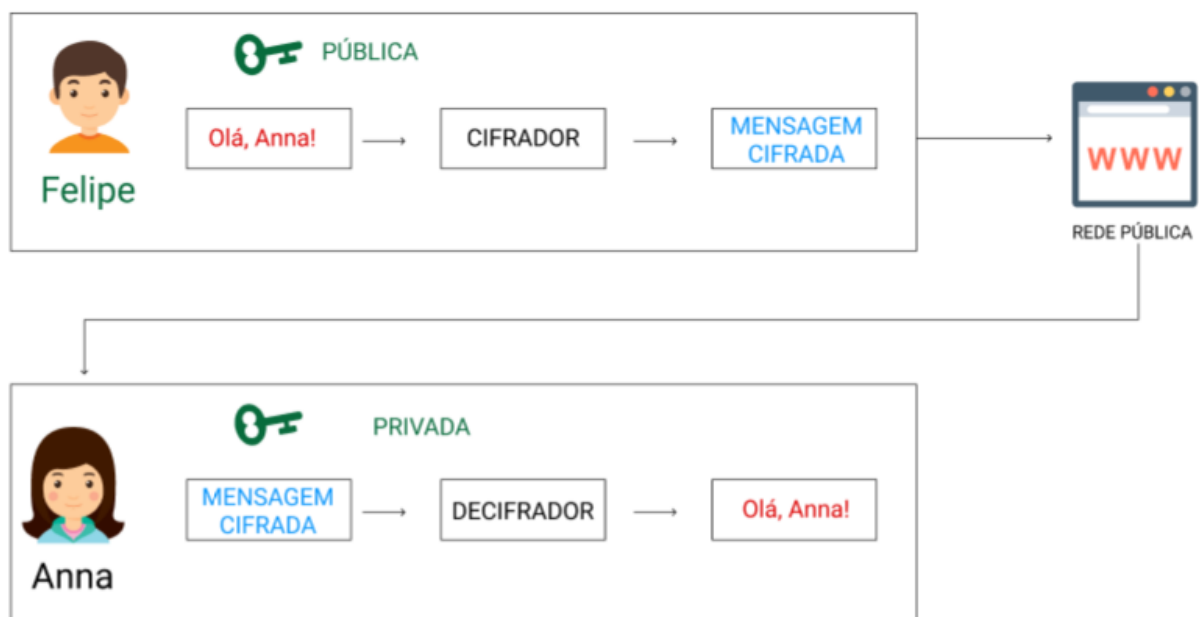 PÚBLICA
Olá, Anna!
CIFRADOR
MENSAGEM
CIFRADA
Felipe
WWW
REDE PÚBLICA
PRIVADA
MENSAGEM
CIFRADA
DECIFRADOR
Olá, Anna!
Anna